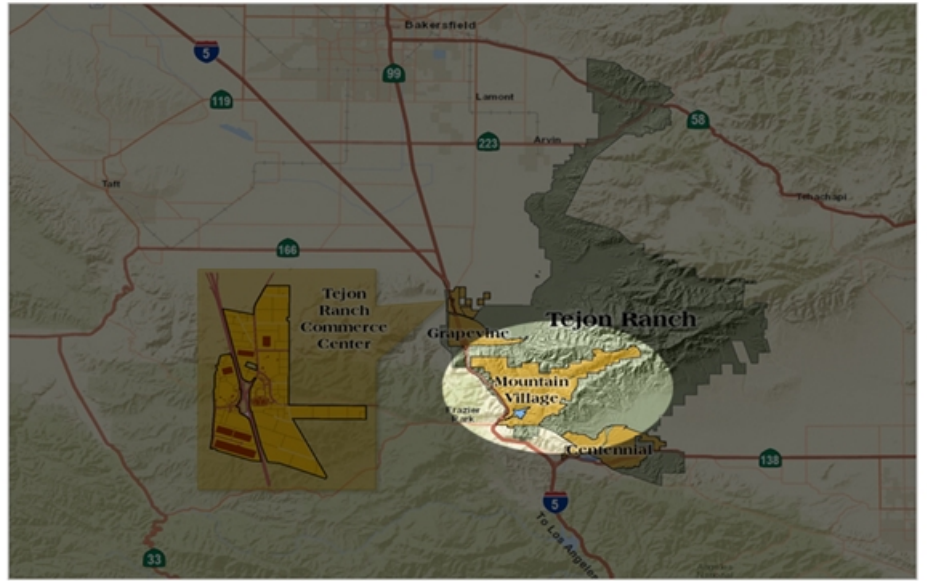 Bakersfield
5
99
119
Lamont
58
223
Arvin
Taft
Tehachapi
166
Tejon
Ranch
Commerce
Center
Tejon Ranch
Grapevine
Mountain
Village
Frazier
Park
Centennial
138
5
To Los Angeles
33